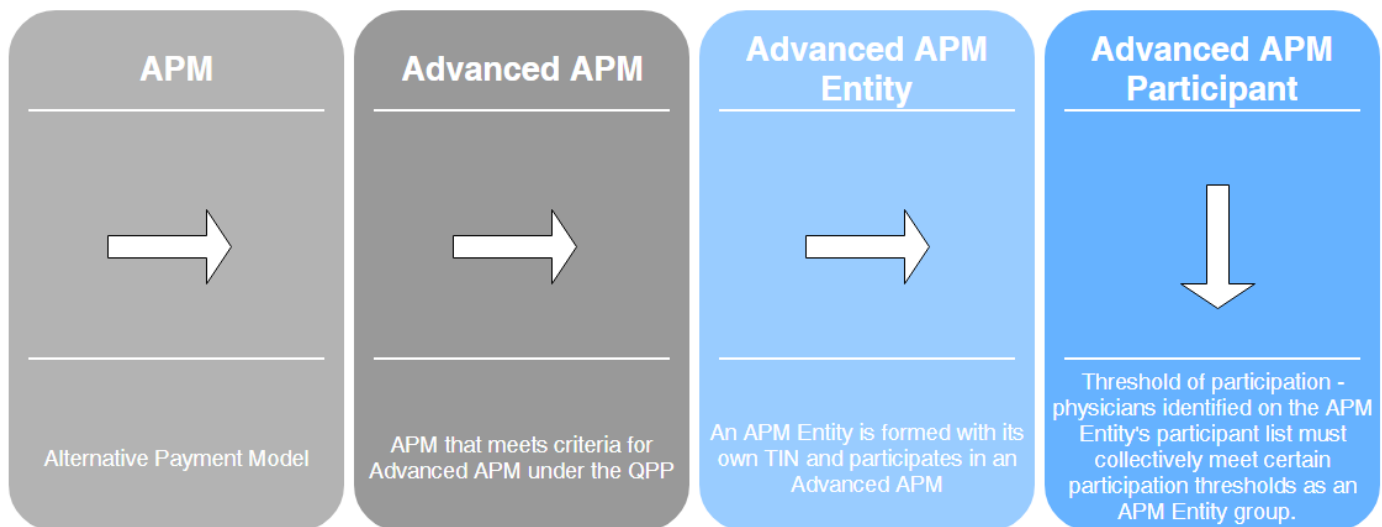 APM
Alternative Payment Model
Advanced APM
APM that meets criteria for
Advanced APM under the QPP
Advanced APM
Entity
An APM Entity is formed with its
own TIN and participates in an
Advanced APM
Advanced APM
Participant
Threshold of participation -
physicians identified on the APM
Entity's participant list must
collectively meet certain
participation thresholds as an
APM Entity group.